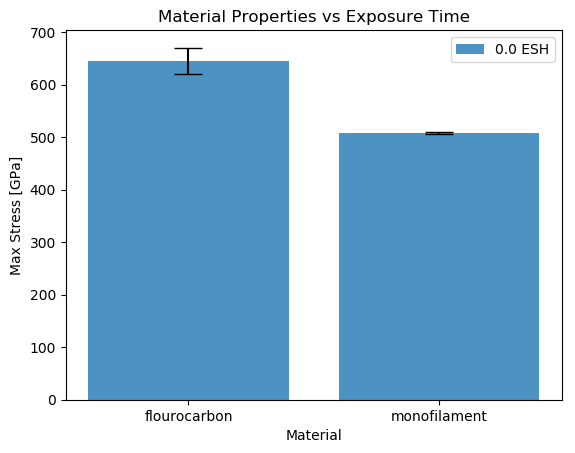 Material Properties vs Exposure Time
0.0 ESH
Max Stress [GPa]
700
600
500
400
300
200
100
0
flourocarbon
monofilament
Material